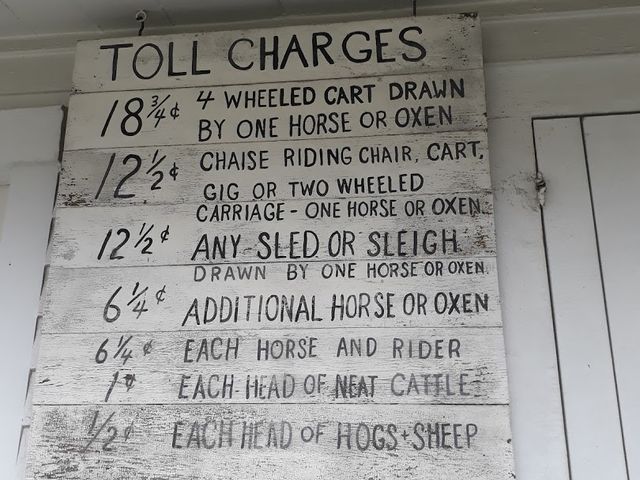 TOLL CHARGES
18 3/4¢ 4 WHEELED CART DRAWN
BY ONE HORSE OR OXEN
12 1/2¢ CHAISE RIDING CHAIR, CART,
GIG OR TWO WHEELED
CARRIAGE - ONE HORSE OR OXEN
12 1/2¢ ANY SLED OR SLEIGH
DRAWN BY ONE HORSE OR OXEN.
6 1/4¢ ADDITIONAL HORSE OR OXEN
6 1/4¢ EACH HORSE AND RIDER
1¢ EACH HEAD OF NEAT CATTLE
1/2¢ EACH HEAD OF HOGS + SHEEP